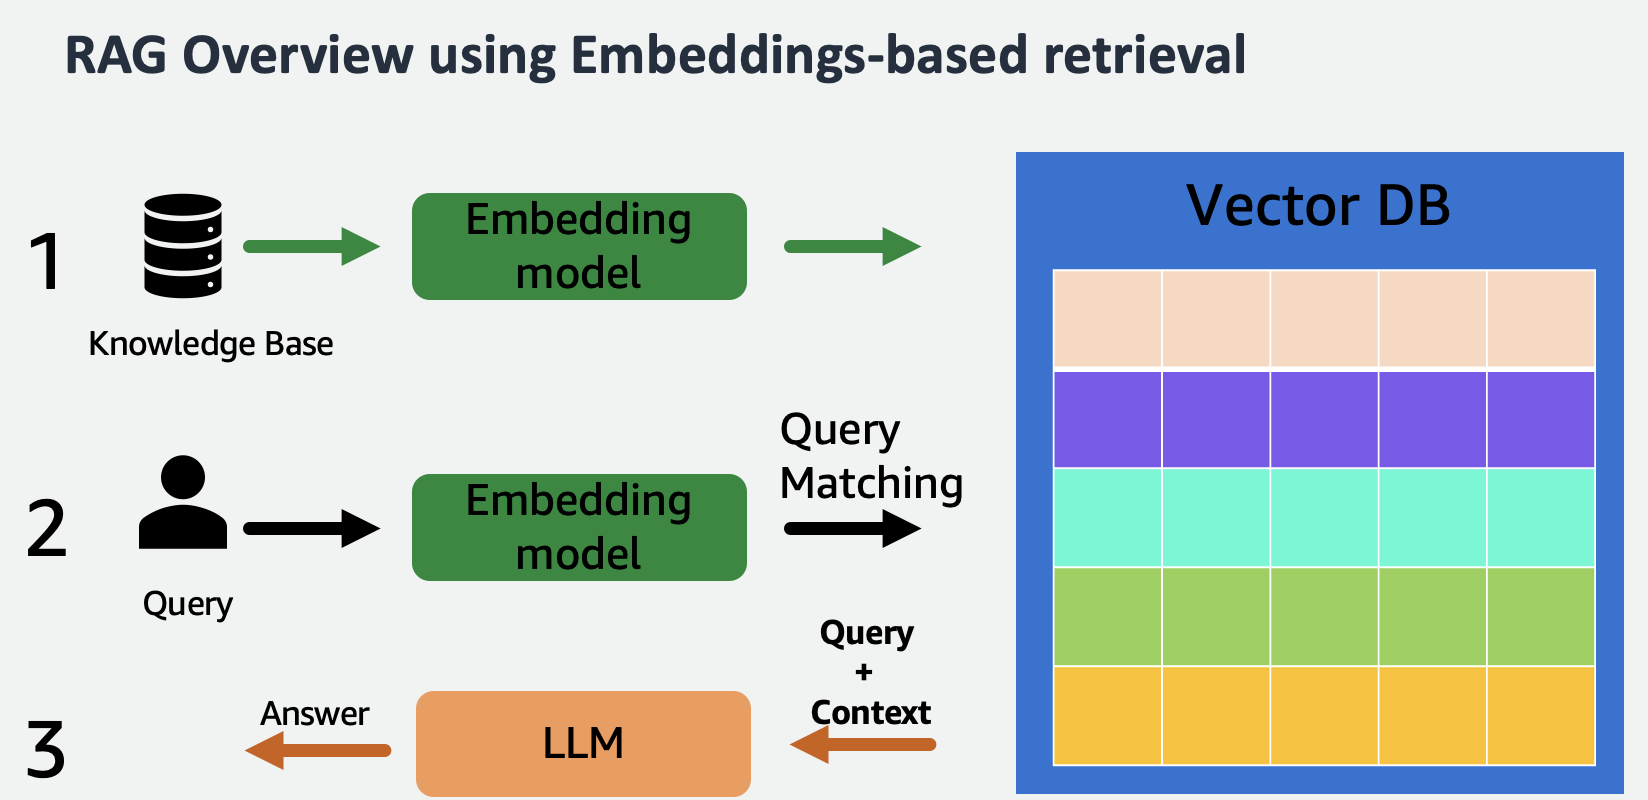 RAG Overview using Embeddings-based retrieval
1
Knowledge Base
Embedding
model
Vector DB
2
Query
Embedding
model
Query
Matching
3
Answer
LLM
Query
+
Context